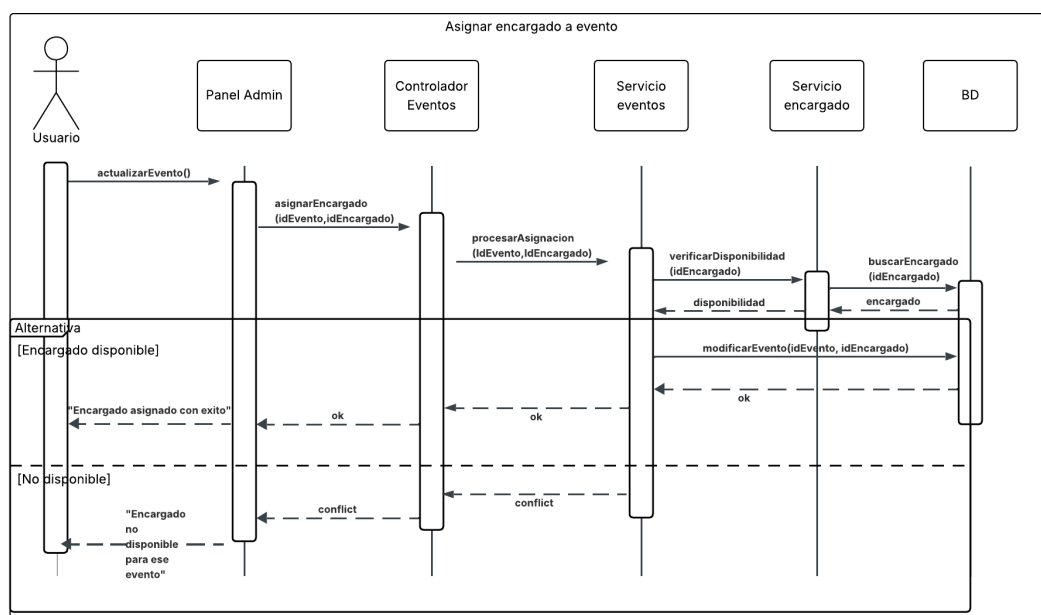 Asignar encargado a evento
Usuario
Panel Admin
Controlador
Eventos
Servicio
eventos
Servicio
encargado
BD
actualizarEvento()
asignarEncargado
(idEvento,idEncargado)
procesarAsignacion
(IdEvento,IdEncargado)
verificarDisponibilidad
(idEncargado)
buscarEncargado
(idEncargado)
disponibilidad
encargado
Alternativa
[Encargado disponible]
modificarEvento(idEvento, idEncargado)
ok
ok
ok
"Encargado asignado con exito"
[No disponible]
conflict
conflict
"Encargado
no
disponible
para ese
evento"